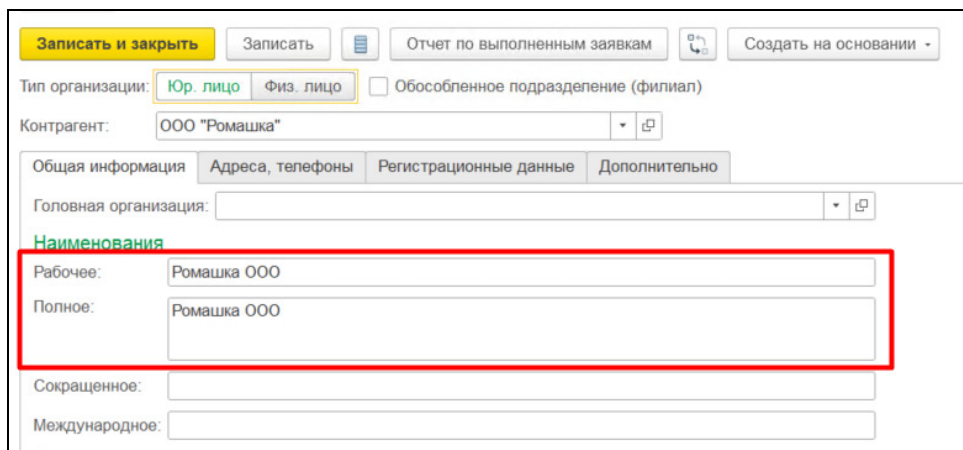 Записать и закрыть Записать Отчет по выполненным заявкам Создать на основании
Тип организации: Юр. лицо Физ. лицо Обособленное подразделение (филиал)
Контрагент: ООО "Ромашка"
Общая информация Адреса, телефоны Регистрационные данные Дополнительно
Головная организация:
Наименования
Рабочее: Ромашка ООО
Полное: Ромашка ООО
Сокращенное:
Международное: